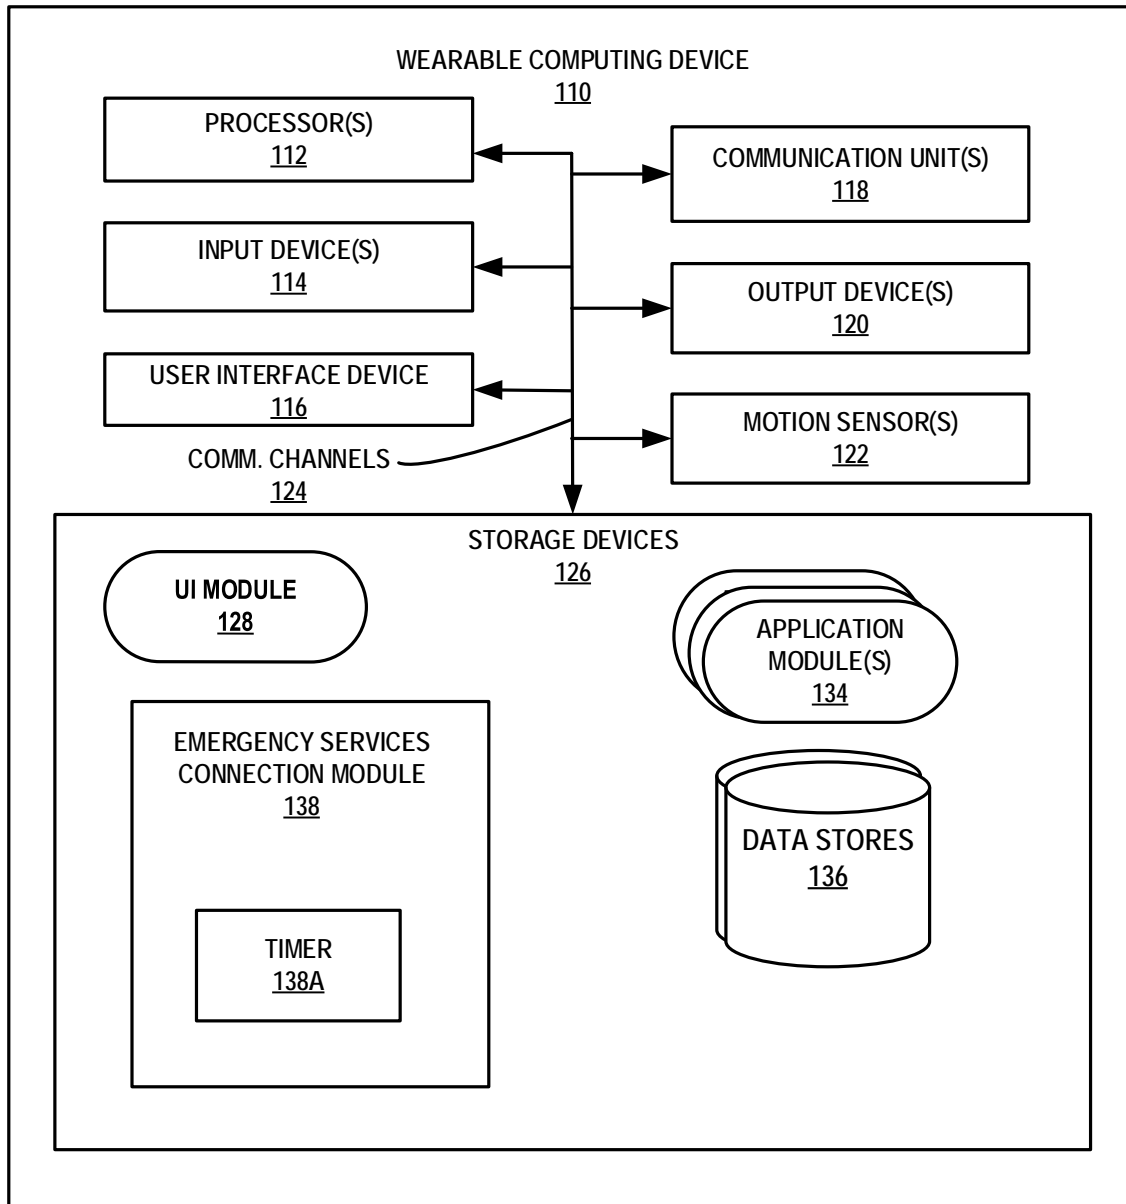 WEARABLE COMPUTING DEVICE
110
PROCESSOR(S)
112
COMMUNICATION UNIT(S)
118
INPUT DEVICE(S)
114
OUTPUT DEVICE(S)
120
USER INTERFACE DEVICE
116
MOTION SENSOR(S)
122
COMM. CHANNELS
124
STORAGE DEVICES
126
UI MODULE
128
APPLICATION
MODULE(S)
134
EMERGENCY SERVICES
CONNECTION MODULE
138
DATA STORES
136
TIMER
138A